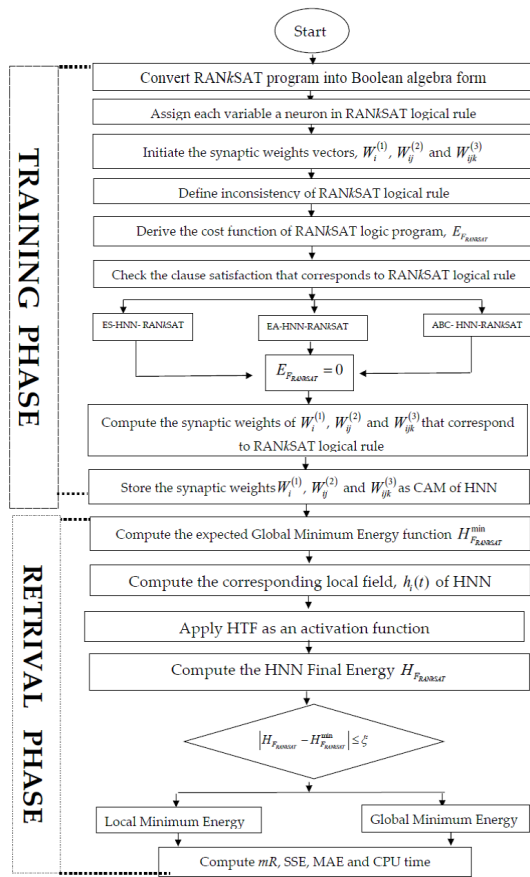 Start
TRAINING PHASE
Convert RANkSAT program into Boolean algebra form
Assign each variable a neuron in RANkSAT logical rule
Initiate the synaptic weights vectors, W_i^(1), W_ij^(2) and W_ijk^(3)
Define inconsistency of RANkSAT logical rule
Derive the cost function of RANkSAT logic program, E_F_RANkSAT
Check the clause satisfaction that corresponds to RANkSAT logical rule
ES-HNN- RANkSAT
EA-HNN-RANkSAT
ABC- HNN-RANkSAT
E_F_RANkSAT = 0
Compute the synaptic weights of W_i^(1), W_ij^(2) and W_ijk^(3) that correspond
to RANkSAT logical rule
Store the synaptic weights W_i^(1), W_ij^(2) and W_ijk^(3) as CAM of HNN
RETRIVAL PHASE
Compute the expected Global Minimum Energy function H_F_RANkSAT^min
Compute the corresponding local field, h_i(t) of HNN
Apply HTF as an activation function
Compute the HNN Final Energy H_F_RANkSAT
|H_F_RANkSAT − H_F_RANkSAT^min| ≤ ξ
Local Minimum Energy
Global Minimum Energy
Compute mR, SSE, MAE and CPU time